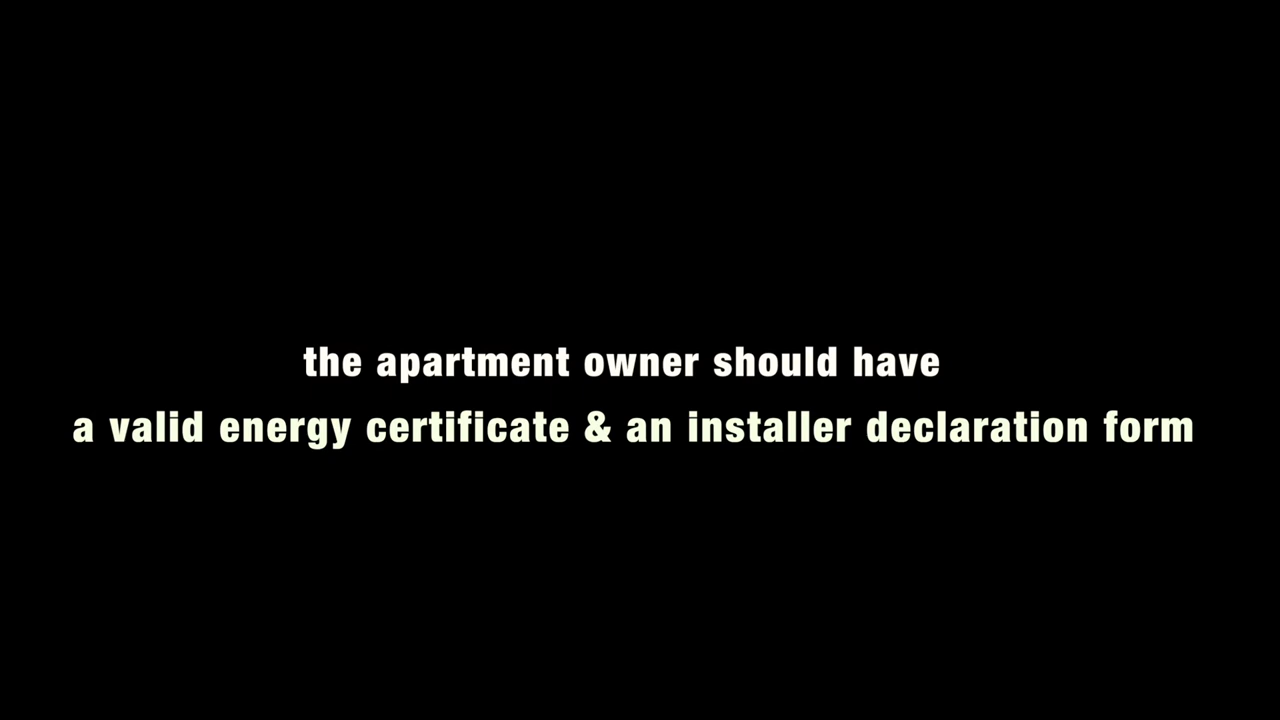 the apartment owner should have
a valid energy certificate & an installer declaration form